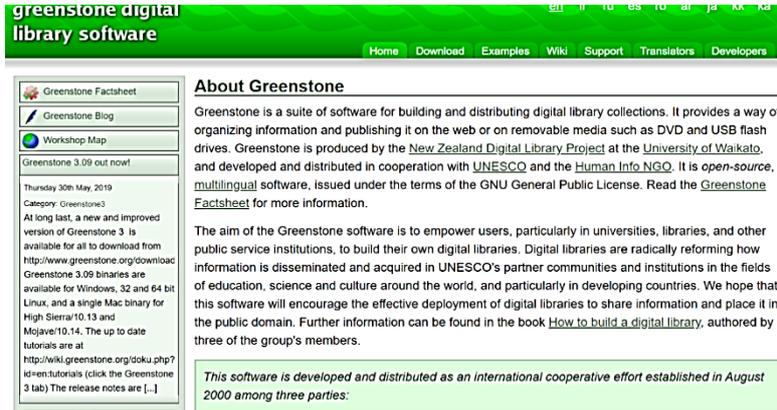 greenstone digital
library software
en fr ru es ro ar ja kk ka
Home Download Examples Wiki Support Translators Developers
Greenstone Factsheet
Greenstone Blog
Workshop Map
Greenstone 3.09 out now!
Thursday 30th May, 2019
Category: Greenstone3
At long last, a new and improved
version of Greenstone 3 is
available for all to download from
http://www.greenstone.org/download
Greenstone 3.09 binaries are
available for Windows, 32 and 64 bit
Linux, and a single Mac binary for
High Sierra/10.13 and
Mojave/10.14. The up to date
tutorials are at
http://wiki.greenstone.org/doku.php?
id=en:tutorials (click the Greenstone
3 tab) The release notes are [...]
About Greenstone
Greenstone is a suite of software for building and distributing digital library collections. It provides a way o
organizing information and publishing it on the web or on removable media such as DVD and USB flash
drives. Greenstone is produced by the New Zealand Digital Library Project at the University of Waikato,
and developed and distributed in cooperation with UNESCO and the Human Info NGO. It is open-source,
multilingual software, issued under the terms of the GNU General Public License. Read the Greenstone
Factsheet for more information.
The aim of the Greenstone software is to empower users, particularly in universities, libraries, and other
public service institutions, to build their own digital libraries. Digital libraries are radically reforming how
information is disseminated and acquired in UNESCO's partner communities and institutions in the fields
of education, science and culture around the world, and particularly in developing countries. We hope that
this software will encourage the effective deployment of digital libraries to share information and place it in
the public domain. Further information can be found in the book How to build a digital library, authored by
three of the group's members.
This software is developed and distributed as an international cooperative effort established in August
2000 among three parties: